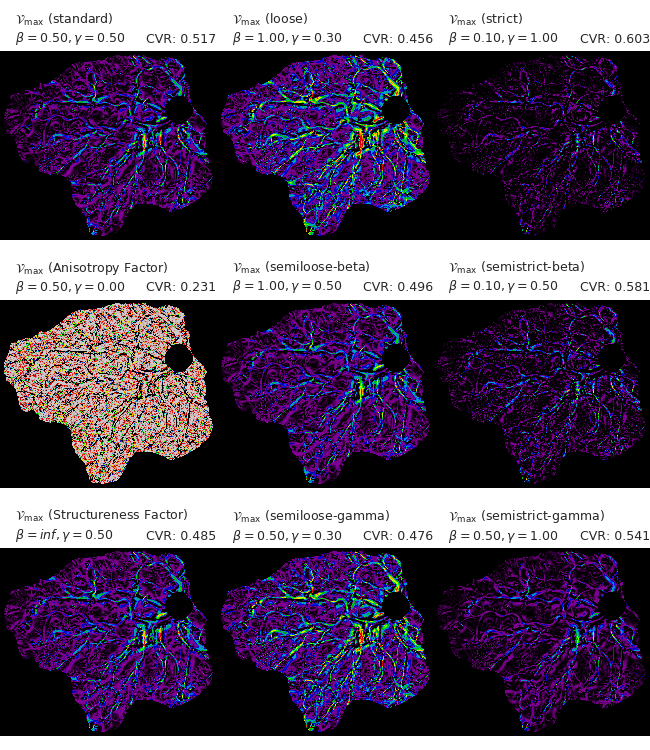 𝒱max (standard)
β = 0.50, γ = 0.50 CVR: 0.517
𝒱max (loose)
β = 1.00, γ = 0.30 CVR: 0.456
𝒱max (strict)
β = 0.10, γ = 1.00 CVR: 0.603
𝒱max (Anisotropy Factor)
β = 0.50, γ = 0.00 CVR: 0.231
𝒱max (semiloose-beta)
β = 1.00, γ = 0.50 CVR: 0.496
𝒱max (semistrict-beta)
β = 0.10, γ = 0.50 CVR: 0.581
𝒱max (Structureness Factor)
β = inf, γ = 0.50 CVR: 0.485
𝒱max (semiloose-gamma)
β = 0.50, γ = 0.30 CVR: 0.476
𝒱max (semistrict-gamma)
β = 0.50, γ = 1.00 CVR: 0.541